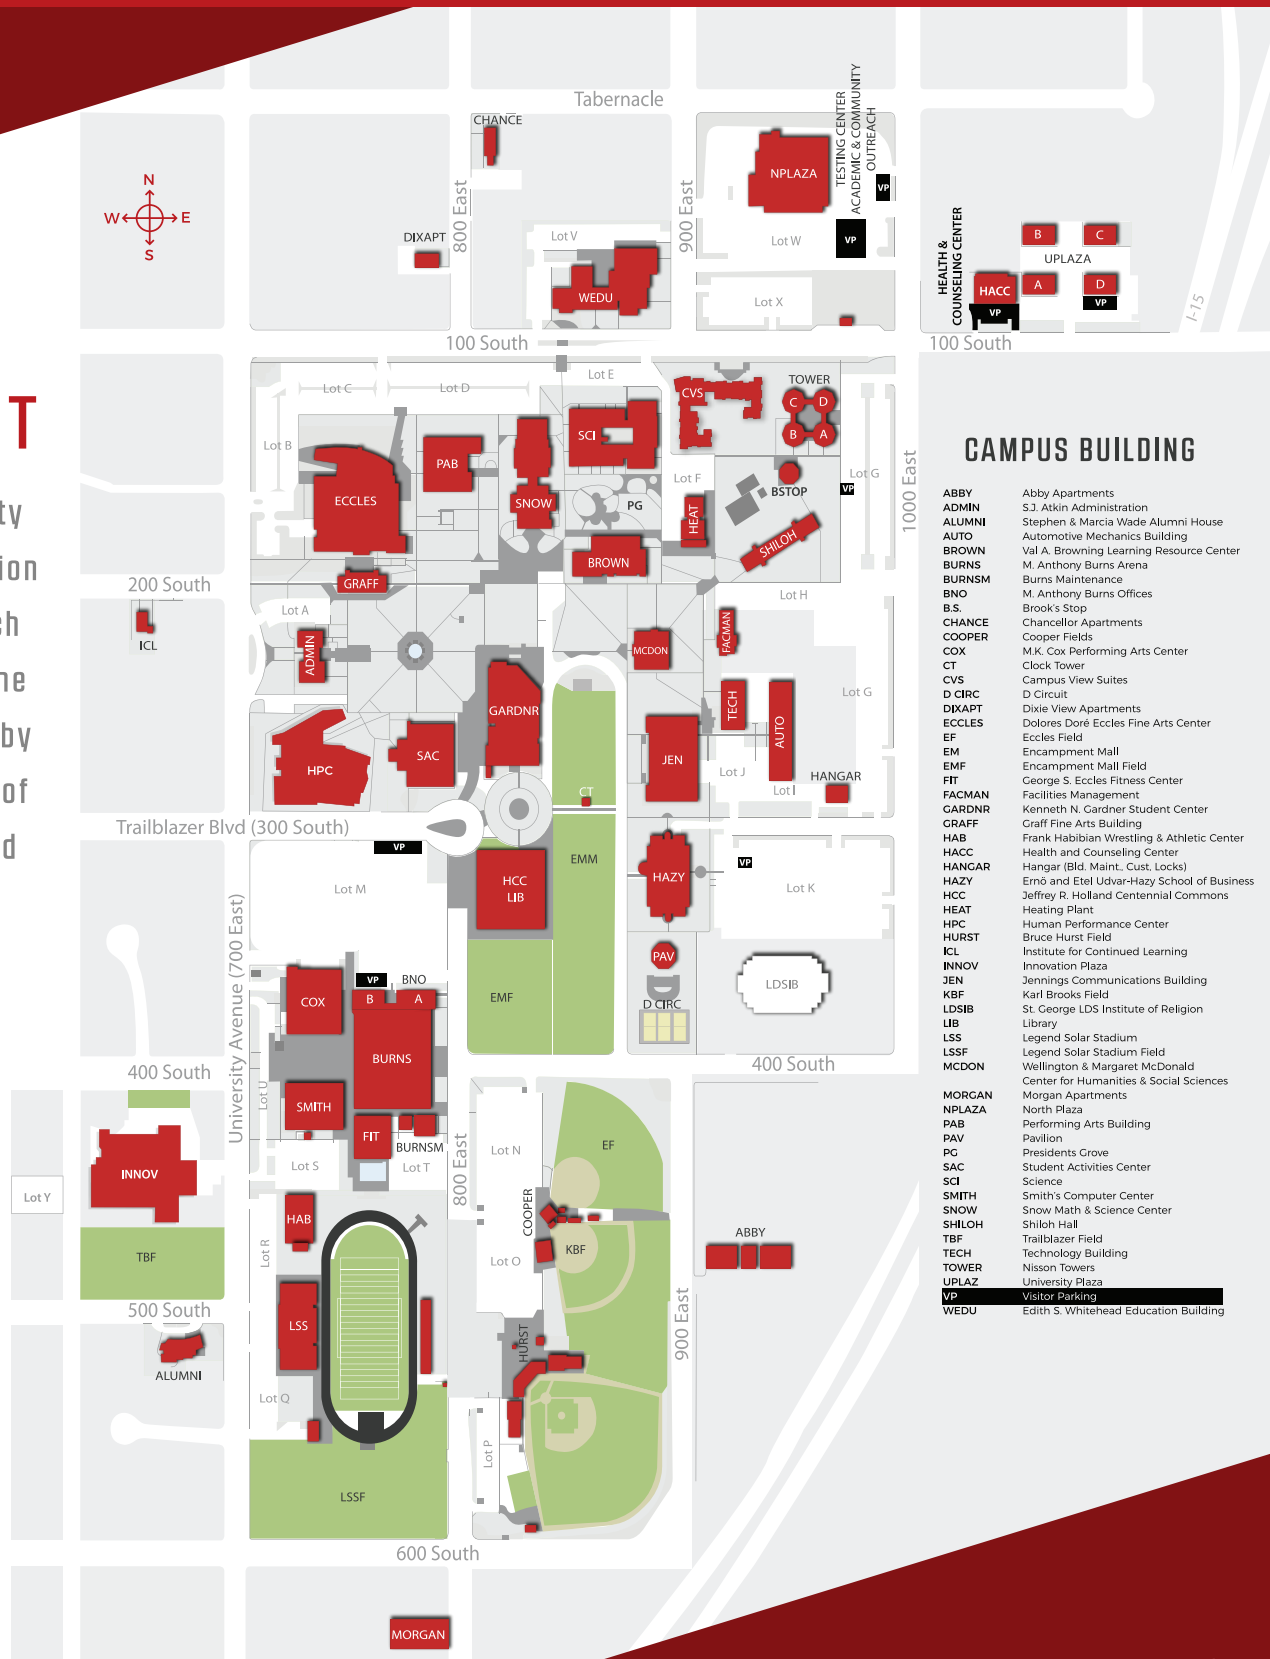 Tabernacle
CHANCE
TESTING CENTER
ACADEMIC & COMMUNITY
OUTREACH
NPLAZA
VP
VP
N
W E
S
800 East
900 East
DIXAPT
Lot V
Lot W
WEDU
Lot X
HEALTH &
COUNSELING CENTER
B
C
UPLAZA
HACC
A
D
VP
VP
I-15
100 South
100 South
T
ty
ion
ch
ne
by
of
d
Lot C
Lot D
Lot E
CVS
TOWER
C
D
B
A
Lot B
PAB
SCI
ECCLES
SNOW
PG
Lot F
HEAT
BSTOP
VP
Lot G
1000 East
SHILOH
BROWN
200 South
GRAFF
Lot A
Lot H
ICL
ADMIN
MCDON
FACMAN
GARDNR
TECH
AUTO
Lot G
HPC
SAC
JEN
Lot J
Lot I
HANGAR
CT
Trailblazer Blvd (300 South)
VP
Lot M
HCC
LIB
EMM
HAZY
VP
Lot K
University Avenue (700 East)
PAV
COX
VP
BNO
B
A
EMF
D CIRC
LDSIB
BURNS
400 South
400 South
Lot U
SMITH
FIT
BURNSM
Lot S
Lot T
800 East
Lot N
EF
INNOV
Lot Y
HAB
COOPER
KBF
ABBY
TBF
Lot R
Lot O
500 South
LSS
HURST
900 East
ALUMNI
Lot Q
Lot P
LSSF
600 South
MORGAN
CAMPUS BUILDING
ABBY Abby Apartments
ADMIN S.J. Atkin Administration
ALUMNI Stephen & Marcia Wade Alumni House
AUTO Automotive Mechanics Building
BROWN Val A. Browning Learning Resource Center
BURNS M. Anthony Burns Arena
BURNSM Burns Maintenance
BNO M. Anthony Burns Offices
B.S. Brook's Stop
CHANCE Chancellor Apartments
COOPER Cooper Fields
COX M.K. Cox Performing Arts Center
CT Clock Tower
CVS Campus View Suites
D CIRC D Circuit
DIXAPT Dixie View Apartments
ECCLES Dolores Doré Eccles Fine Arts Center
EF Eccles Field
EM Encampment Mall
EMF Encampment Mall Field
FIT George S. Eccles Fitness Center
FACMAN Facilities Management
GARDNR Kenneth N. Gardner Student Center
GRAFF Graff Fine Arts Building
HAB Frank Habibian Wrestling & Athletic Center
HACC Health and Counseling Center
HANGAR Hangar (Bld. Maint., Cust, Locks)
HAZY Ernö and Etel Udvar-Hazy School of Business
HCC Jeffrey R. Holland Centennial Commons
HEAT Heating Plant
HPC Human Performance Center
HURST Bruce Hurst Field
ICL Institute for Continued Learning
INNOV Innovation Plaza
JEN Jennings Communications Building
KBF Karl Brooks Field
LDSIB St. George LDS Institute of Religion
LIB Library
LSS Legend Solar Stadium
LSSF Legend Solar Stadium Field
MCDON Wellington & Margaret McDonald
Center for Humanities & Social Sciences
MORGAN Morgan Apartments
NPLAZA North Plaza
PAB Performing Arts Building
PAV Pavilion
PG Presidents Grove
SAC Student Activities Center
SCI Science
SMITH Smith's Computer Center
SNOW Snow Math & Science Center
SHILOH Shiloh Hall
TBF Trailblazer Field
TECH Technology Building
TOWER Nisson Towers
UPLAZ University Plaza
VP Visitor Parking
WEDU Edith S. Whitehead Education Building